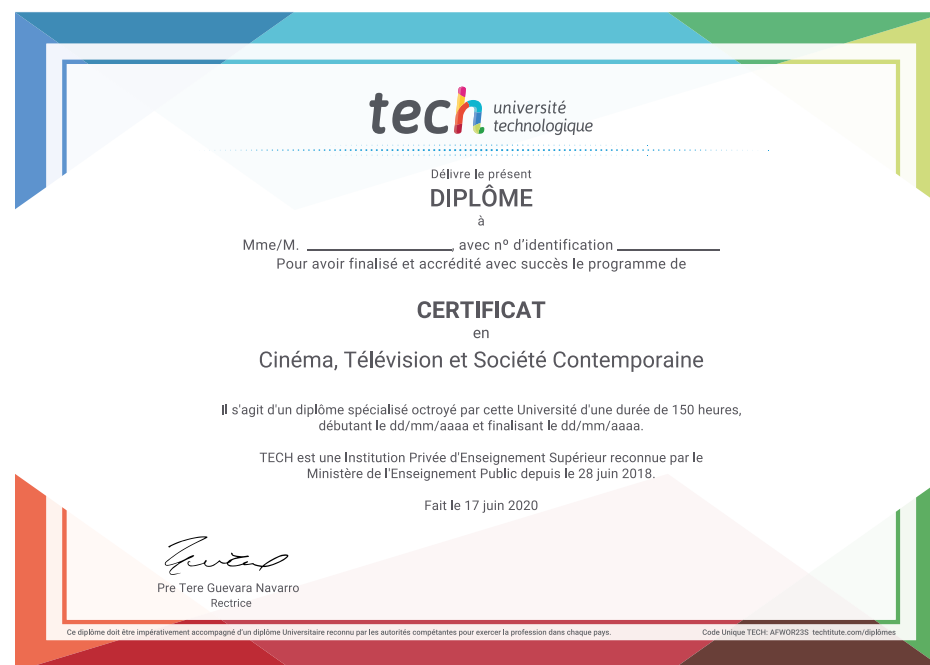 tech université
technologique
Délivre le présent
DIPLÔME
à
Mme/M. ____________, avec nº d'identification ____________
Pour avoir finalisé et accrédité avec succès le programme de
CERTIFICAT
en
Cinéma, Télévision et Société Contemporaine
Il s'agit d'un diplôme spécialisé octroyé par cette Université d'une durée de 150 heures,
débutant le dd/mm/aaaa et finalisant le dd/mm/aaaa.
TECH est une Institution Privée d'Enseignement Supérieur reconnue par le
Ministère de l'Enseignement Public depuis le 28 juin 2018.
Fait le 17 juin 2020
Pre Tere Guevara Navarro
Rectrice
Ce diplôme doit être impérativement accompagné d'un diplôme Universitaire reconnu par les autorités compétentes pour exercer la profession dans chaque pays.
Code Unique TECH: AFWOR23S techtitute.com/diplômes